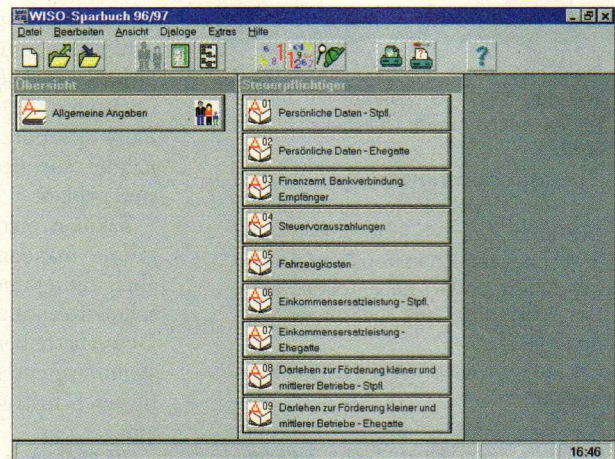 WISO-Sparbuch 96/97
Datei Bearbeiten Ansicht Dialoge Extras Hilfe
Übersicht
Allgemeine Angaben
Steuerpflichtiger
A 01 Persönliche Daten - Stpfl.
A 02 Persönliche Daten - Ehegatte
A 03 Finanzamt, Bankverbindung,
Empfänger
A 04 Steuervorauszahlungen
A 05 Fahrzeugkosten
A 06 Einkommensersatzleistung - Stpfl.
A 07 Einkommensersatzleistung -
Ehegatte
A 08 Darlehen zur Förderung kleiner und
mittlerer Betriebe - Stpfl.
A 09 Darlehen zur Förderung kleiner und
mittlerer Betriebe - Ehegatte
16:46